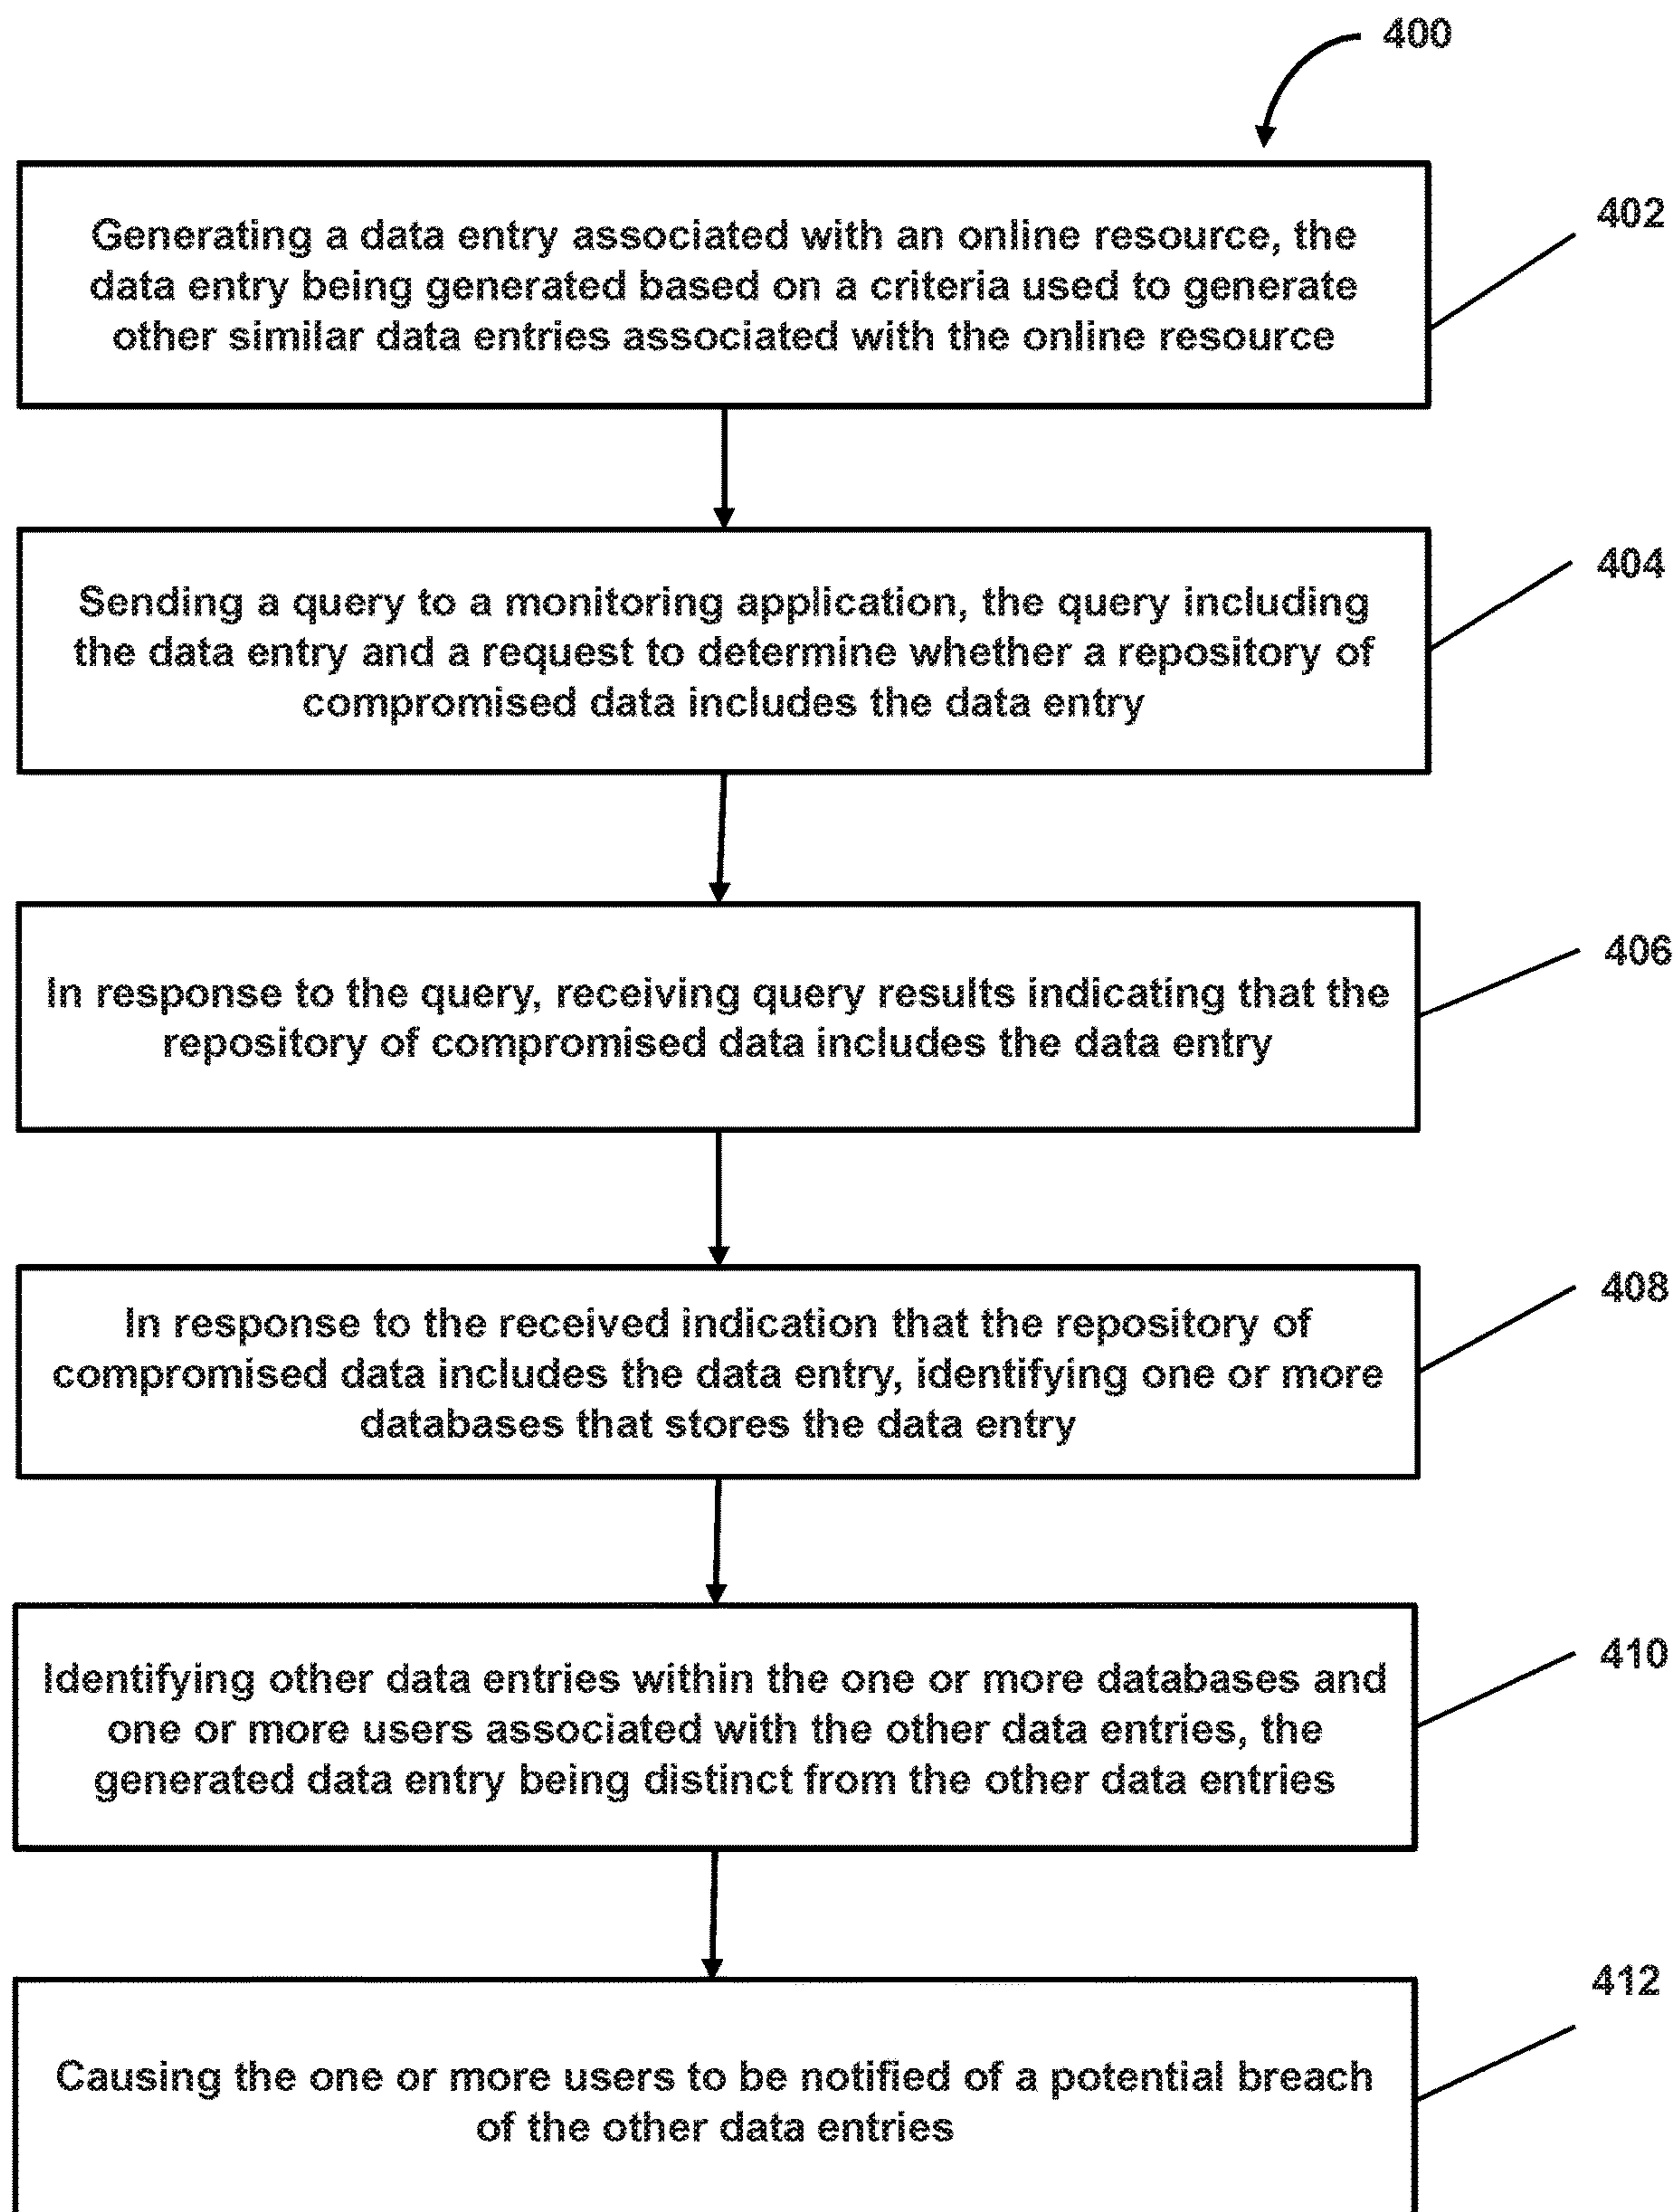 400
402
Generating a data entry associated with an online resource, the
data entry being generated based on a criteria used to generate
other similar data entries associated with the online resource
404
Sending a query to a monitoring application, the query including
the data entry and a request to determine whether a repository of
compromised data includes the data entry
406
In response to the query, receiving query results indicating that the
repository of compromised data includes the data entry
408
In response to the received indication that the repository of
compromised data includes the data entry, identifying one or more
databases that stores the data entry
410
Identifying other data entries within the one or more databases and
one or more users associated with the other data entries, the
generated data entry being distinct from the other data entries
412
Causing the one or more users to be notified of a potential breach
of the other data entries